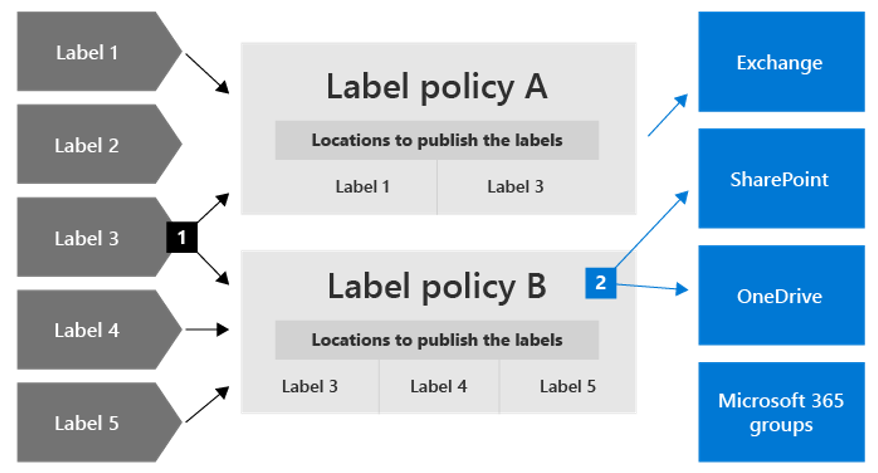 Label 1
Label 2
Label 3
1
Label 4
Label 5
Label policy A
Locations to publish the labels
Label 1 Label 3
Label policy B
2
Locations to publish the labels
Label 3 Label 4 Label 5
Exchange
SharePoint
OneDrive
Microsoft 365
groups